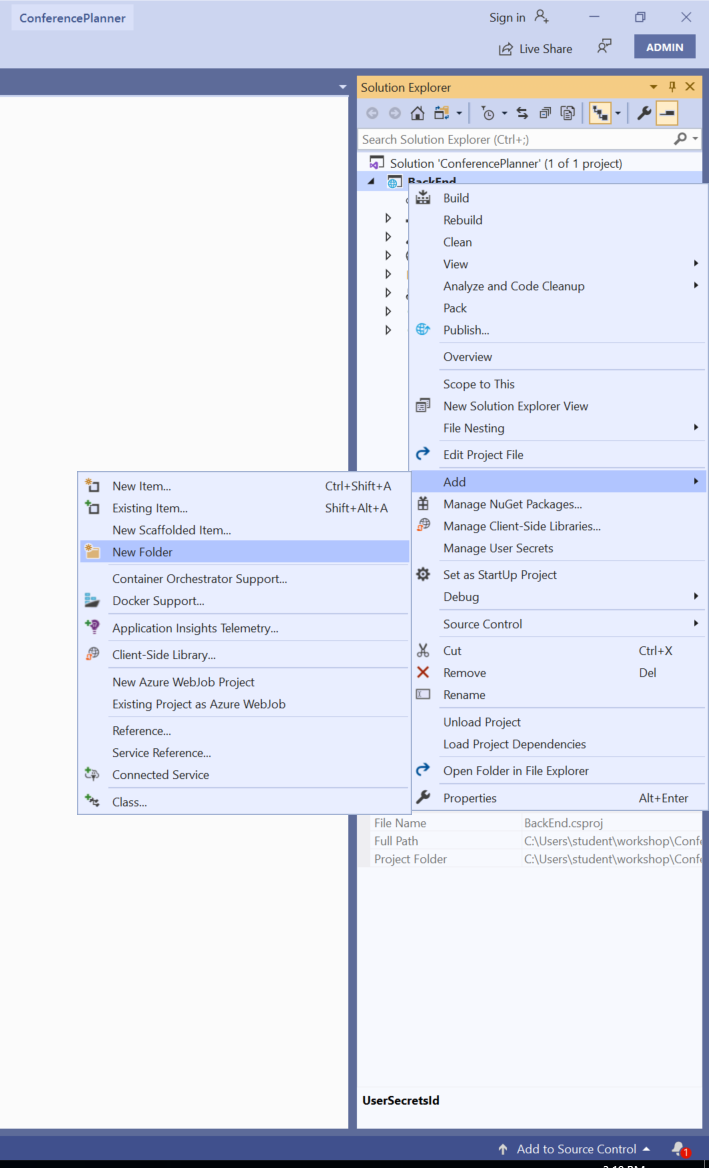 ConferencePlanner
Sign in
Live Share
ADMIN
Solution Explorer
Search Solution Explorer (Ctrl+;)
Solution 'ConferencePlanner' (1 of 1 project)
BackEnd
Build
Rebuild
Clean
View
Analyze and Code Cleanup
Pack
Publish...
Overview
Scope to This
New Solution Explorer View
File Nesting
Edit Project File
Add
Manage NuGet Packages...
Manage Client-Side Libraries...
Manage User Secrets
Set as StartUp Project
Debug
Source Control
Cut Ctrl+X
Remove Del
Rename
Unload Project
Load Project Dependencies
Open Folder in File Explorer
Properties Alt+Enter
New Item... Ctrl+Shift+A
Existing Item... Shift+Alt+A
New Scaffolded Item...
New Folder
Container Orchestrator Support...
Docker Support...
Application Insights Telemetry...
Client-Side Library...
New Azure WebJob Project
Existing Project as Azure WebJob
Reference...
Service Reference...
Connected Service
Class...
File Name BackEnd.csproj
Full Path C:\Users\student\workshop\Confe
Project Folder C:\Users\student\workshop\Confe
UserSecretsId
Add to Source Control
1